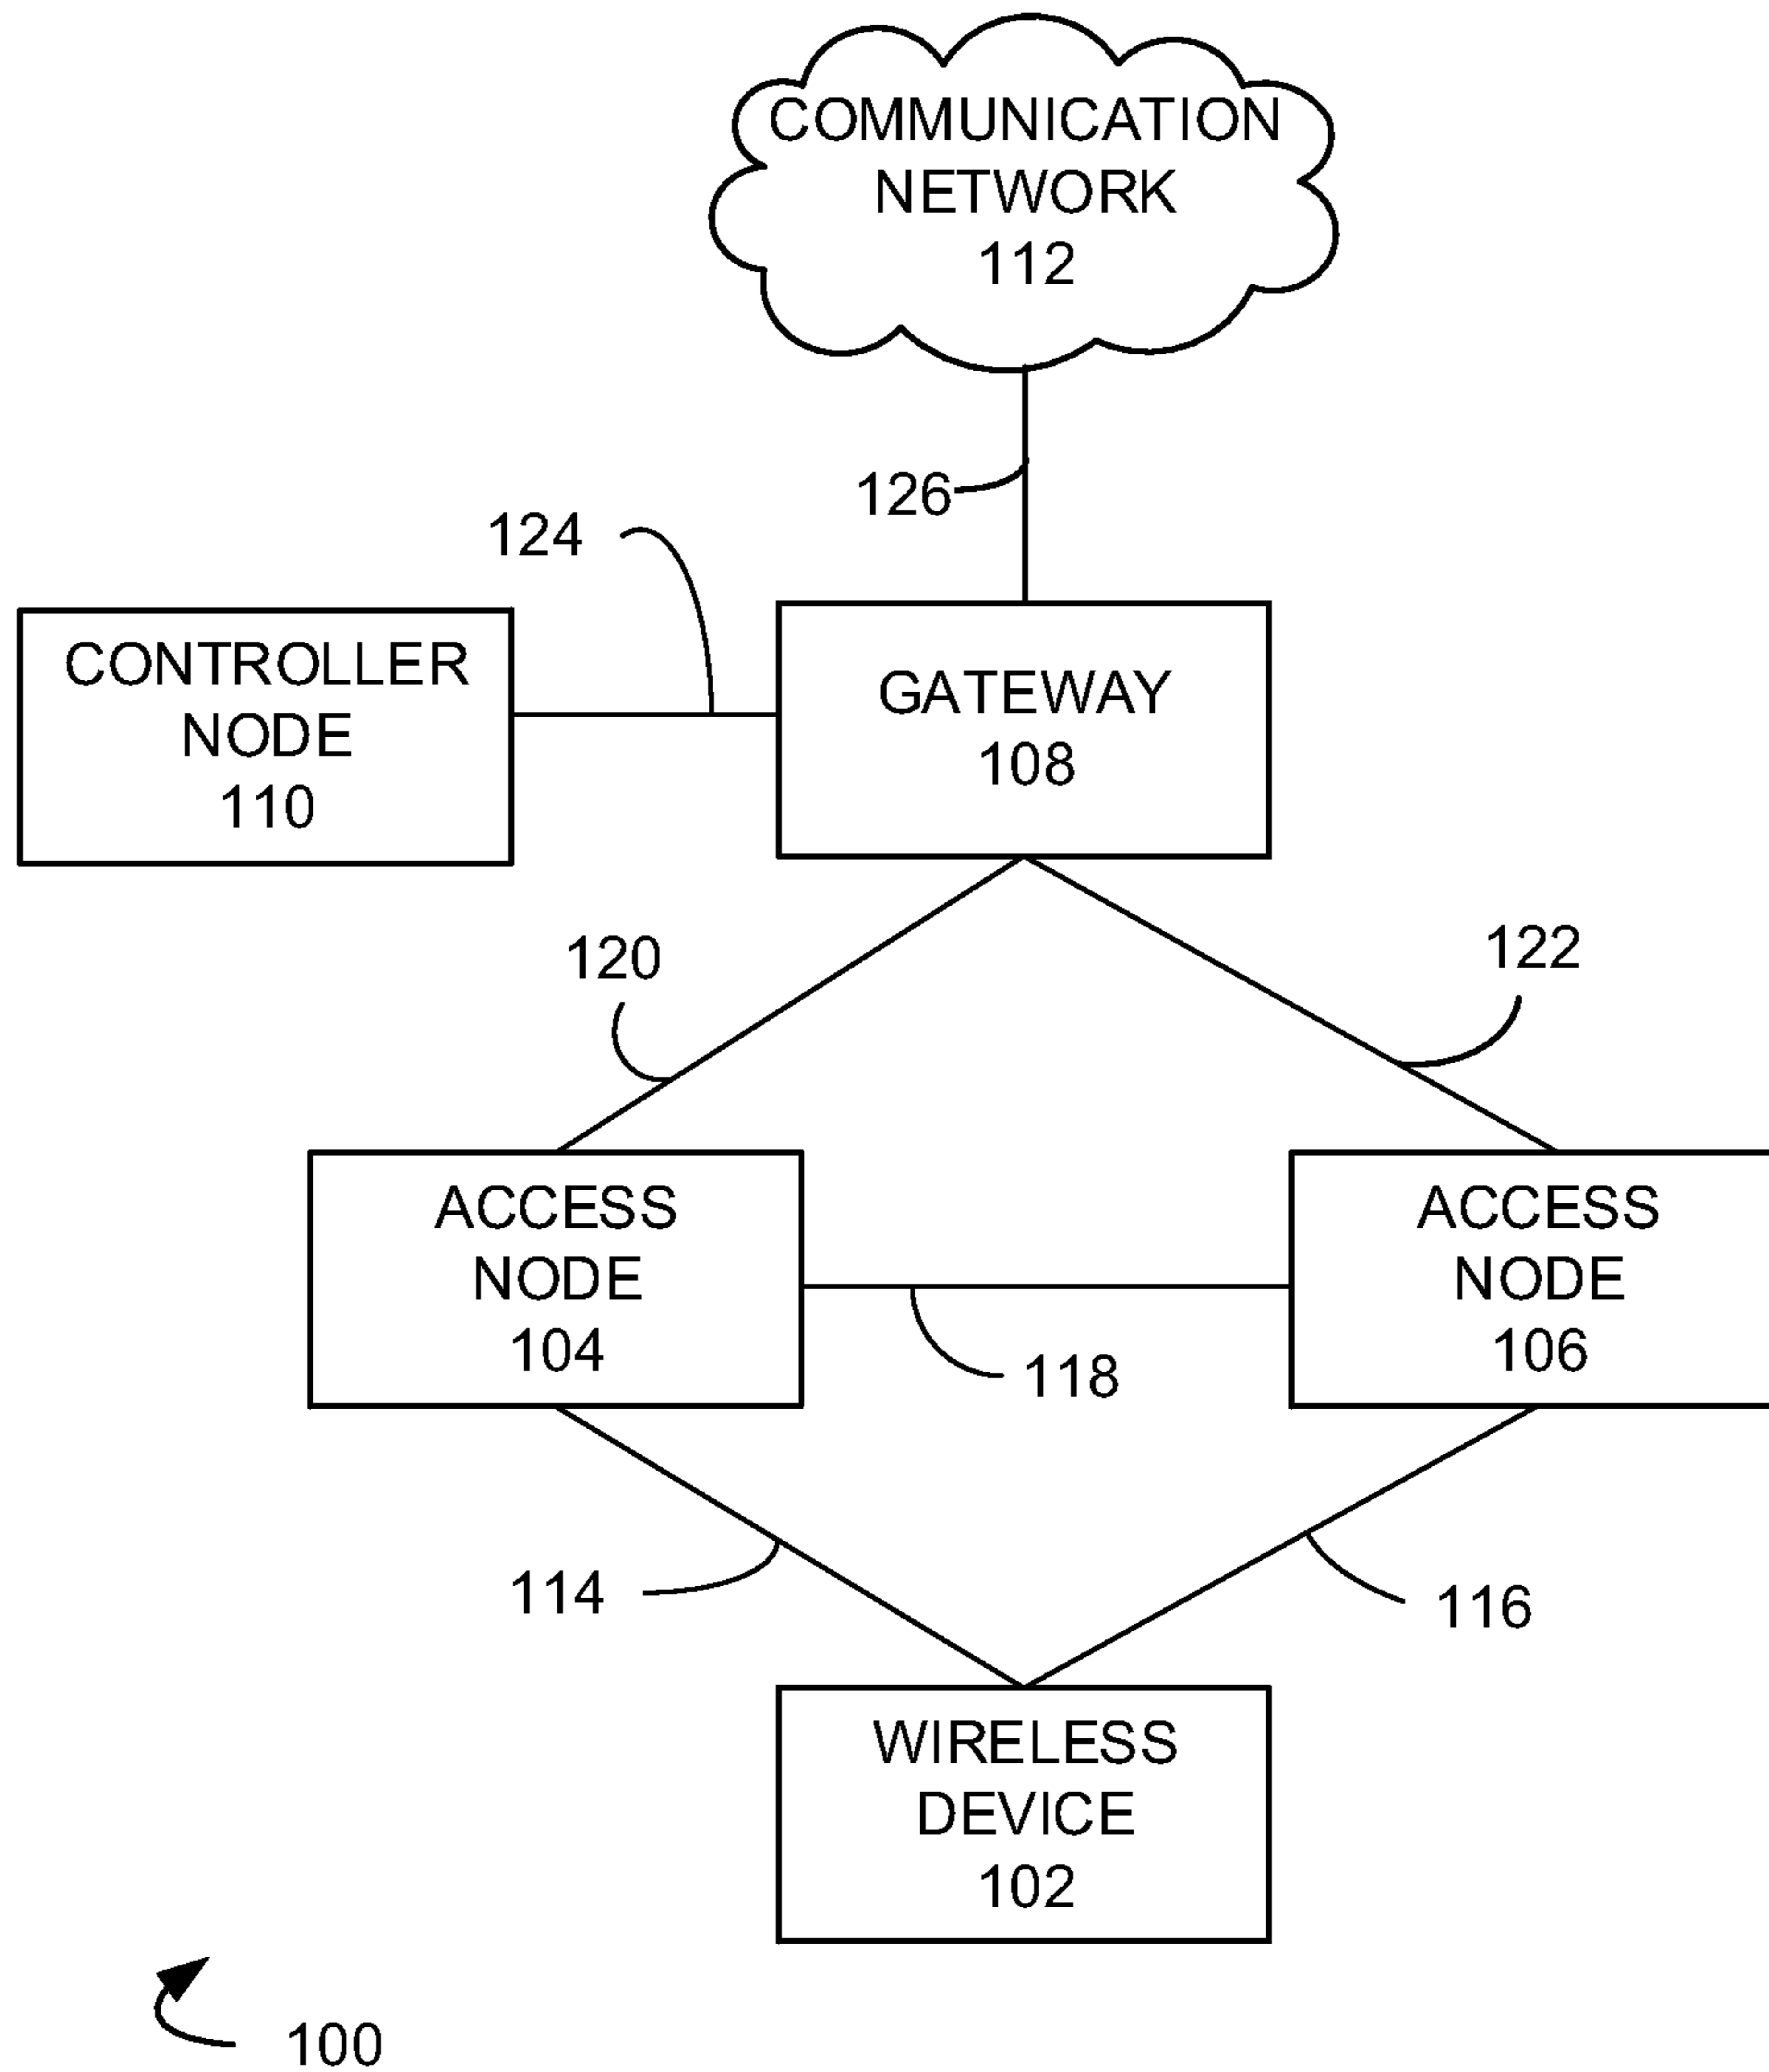 COMMUNICATION
NETWORK
112
126
124
CONTROLLER
NODE
110
GATEWAY
108
120
122
ACCESS
NODE
104
ACCESS
NODE
106
118
114
116
WIRELESS
DEVICE
102
100